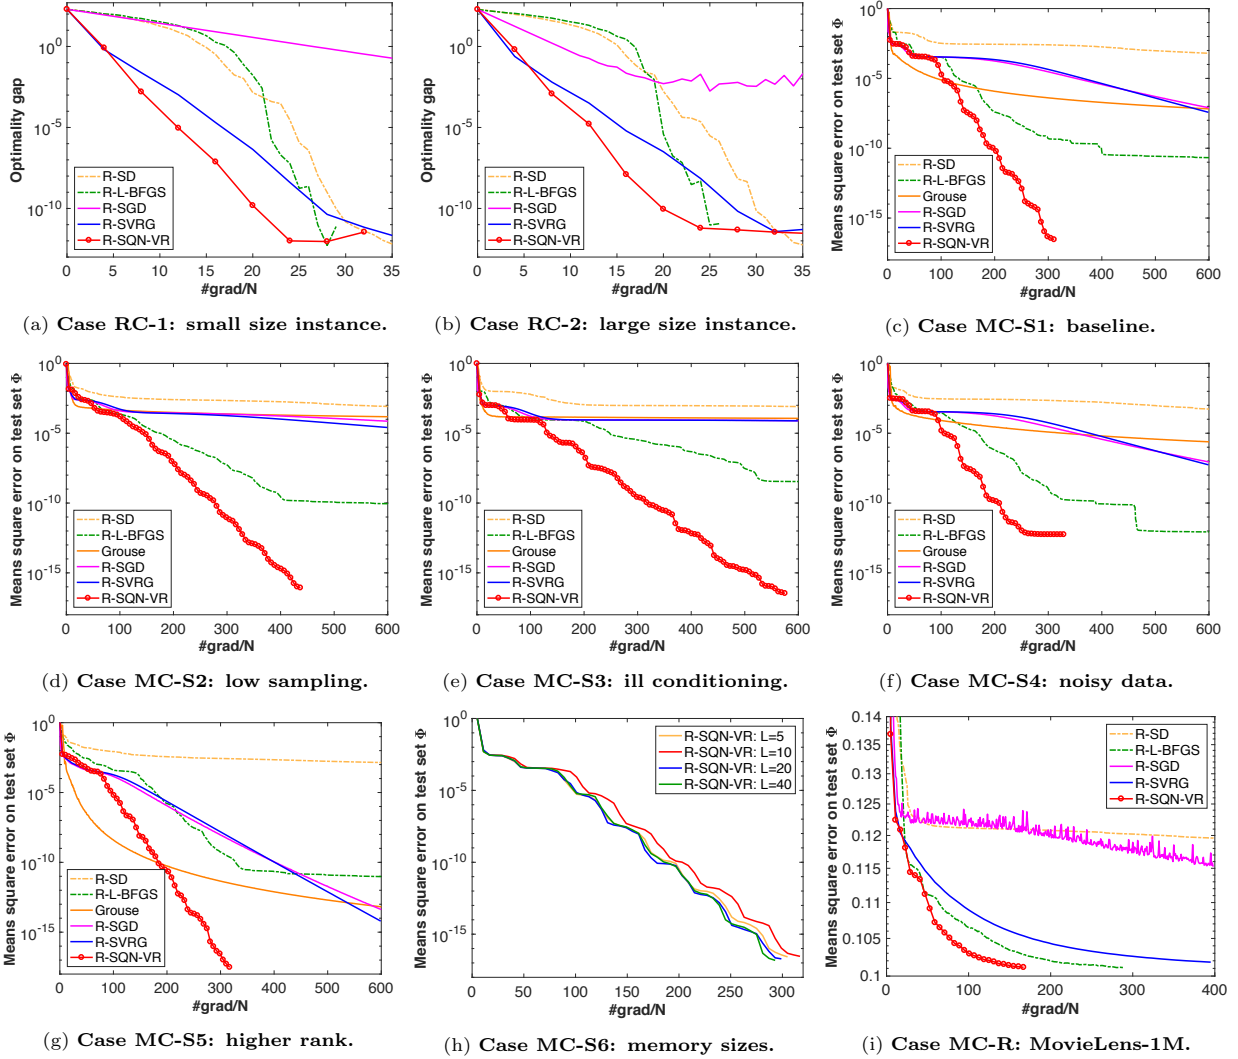 Optimality gap
10^0
10^-5
10^-10
R-SD
R-L-BFGS
R-SGD
R-SVRG
R-SQN-VR
0 5 10 15 20 25 30 35
#grad/N
(a) Case RC-1: small size instance.
Optimality gap
10^0
10^-5
10^-10
R-SD
R-L-BFGS
R-SGD
R-SVRG
R-SQN-VR
0 5 10 15 20 25 30 35
#grad/N
(b) Case RC-2: large size instance.
Means square error on test set Φ
10^0
10^-5
10^-10
10^-15
R-SD
R-L-BFGS
Grouse
R-SGD
R-SVRG
R-SQN-VR
0 100 200 300 400 500 600
#grad/N
(c) Case MC-S1: baseline.
Means square error on test set Φ
10^0
10^-5
10^-10
10^-15
R-SD
R-L-BFGS
Grouse
R-SGD
R-SVRG
R-SQN-VR
0 100 200 300 400 500 600
#grad/N
(d) Case MC-S2: low sampling.
Means square error on test set Φ
10^0
10^-5
10^-10
10^-15
R-SD
R-L-BFGS
Grouse
R-SGD
R-SVRG
R-SQN-VR
0 100 200 300 400 500 600
#grad/N
(e) Case MC-S3: ill conditioning.
Means square error on test set Φ
10^0
10^-5
10^-10
10^-15
R-SD
R-L-BFGS
Grouse
R-SGD
R-SVRG
R-SQN-VR
0 100 200 300 400 500 600
#grad/N
(f) Case MC-S4: noisy data.
Means square error on test set Φ
10^0
10^-5
10^-10
10^-15
R-SD
R-L-BFGS
Grouse
R-SGD
R-SVRG
R-SQN-VR
0 100 200 300 400 500 600
#grad/N
(g) Case MC-S5: higher rank.
Means square error on test set Φ
10^0
10^-5
10^-10
10^-15
R-SQN-VR: L=5
R-SQN-VR: L=10
R-SQN-VR: L=20
R-SQN-VR: L=40
0 50 100 150 200 250 300
#grad/N
(h) Case MC-S6: memory sizes.
Means square error on test set Φ
0.14
0.135
0.13
0.125
0.12
0.115
0.11
0.105
0.1
R-SD
R-L-BFGS
R-SGD
R-SVRG
R-SQN-VR
0 100 200 300 400
#grad/N
(i) Case MC-R: MovieLens-1M.